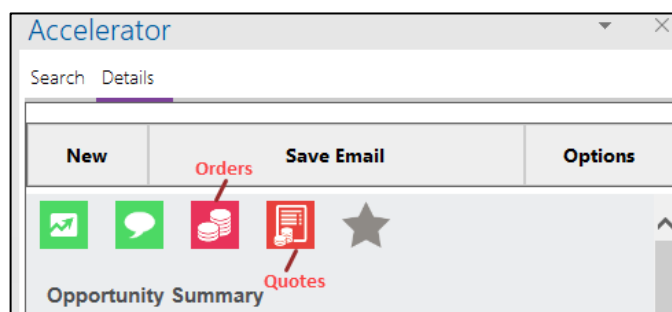 Accelerator
Search Details
New Save Email Options
Orders
Quotes
Opportunity Summary